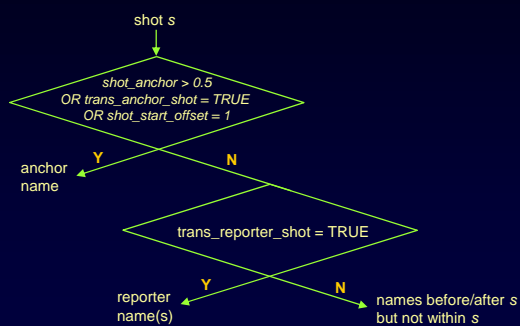 shot s
shot_anchor > 0.5
OR trans_anchor_shot = TRUE
OR shot_start_offset = 1
Y
N
anchor
name
trans_reporter_shot = TRUE
Y
N
reporter
name(s)
names before/after s
but not within s